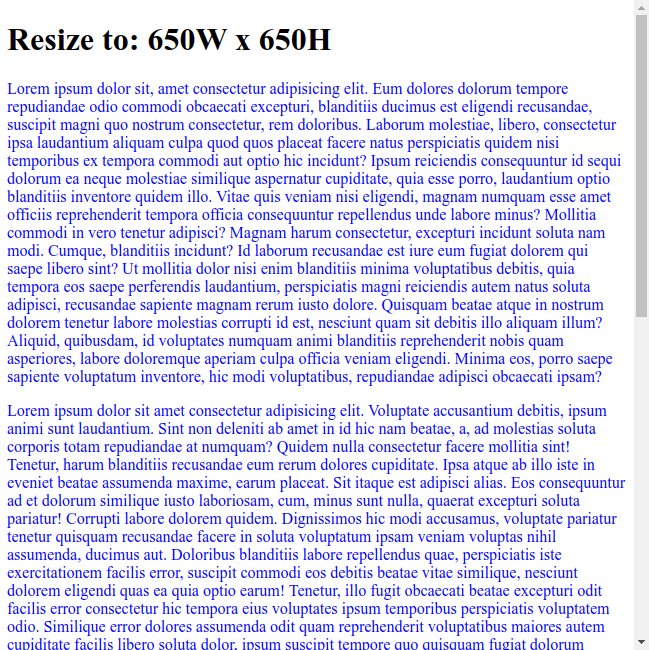 Resize to: 650W x 650H
Lorem ipsum dolor sit, amet consectetur adipisicing elit. Eum dolores dolorum tempore
repudiandae odio commodi obcaecati excepturi, blanditiis ducimus est eligendi recusandae,
suscipit magni quo nostrum consectetur, rem doloribus. Laborum molestiae, libero, consectetur
ipsa laudantium aliquam culpa quod quos placeat facere natus perspiciatis quidem nisi
temporibus ex tempora commodi aut optio hic incidunt? Ipsum reiciendis consequuntur id sequi
dolorum ea neque molestiae similique aspernatur cupiditate, quia esse porro, laudantium optio
blanditiis inventore quidem illo. Vitae quis veniam nisi eligendi, magnam numquam esse amet
officiis reprehenderit tempora officia consequuntur repellendus unde labore minus? Mollitia
commodi in vero tenetur adipisci? Magnam harum consectetur, excepturi incidunt soluta nam
modi. Cumque, blanditiis incidunt? Id laborum recusandae est iure eum fugiat dolorem qui
saepe libero sint? Ut mollitia dolor nisi enim blanditiis minima voluptatibus debitis, quia
tempora eos saepe perferendis laudantium, perspiciatis magni reiciendis autem natus soluta
adipisci, recusandae sapiente magnam rerum iusto dolore. Quisquam beatae atque in nostrum
dolorem tenetur labore molestias corrupti id est, nesciunt quam sit debitis illo aliquam illum?
Aliquid, quibusdam, id voluptates numquam animi blanditiis reprehenderit nobis quam
asperiores, labore doloremque aperiam culpa officia veniam eligendi. Minima eos, porro saepe
sapiente voluptatum inventore, hic modi voluptatibus, repudiandae adipisci obcaecati ipsam?
Lorem ipsum dolor sit amet consectetur adipisicing elit. Voluptate accusantium debitis, ipsum
animi sunt laudantium. Sint non deleniti ab amet in id hic nam beatae, a, ad molestias soluta
corporis totam repudiandae at numquam? Quidem nulla consectetur facere mollitia sint!
Tenetur, harum blanditiis recusandae eum rerum dolores cupiditate. Ipsa atque ab illo iste in
eveniet beatae assumenda maxime, earum placeat. Sit itaque est adipisci alias. Eos consequuntur
ad et dolorum similique iusto laboriosam, cum, minus sunt nulla, quaerat excepturi soluta
pariatur! Corrupti labore dolorem quidem. Dignissimos hic modi accusamus, voluptate pariatur
tenetur quisquam recusandae facere in soluta voluptatum ipsam veniam voluptas nihil
assumenda, ducimus aut. Doloribus blanditiis labore repellendus quae, perspiciatis iste
exercitationem facilis error, suscipit commodi eos debitis beatae vitae similique, nesciunt
dolorem eligendi quas ea quia optio earum! Tenetur, illo fugit obcaecati beatae excepturi odit
facilis error consectetur hic tempora eius voluptates ipsum temporibus perspiciatis voluptatem
odio. Similique error dolores assumenda odit quam reprehenderit voluptatibus maiores autem
cupiditate facilis libero soluta dolor, ipsum suscipit tempore quo quisquam fugiat dolorum